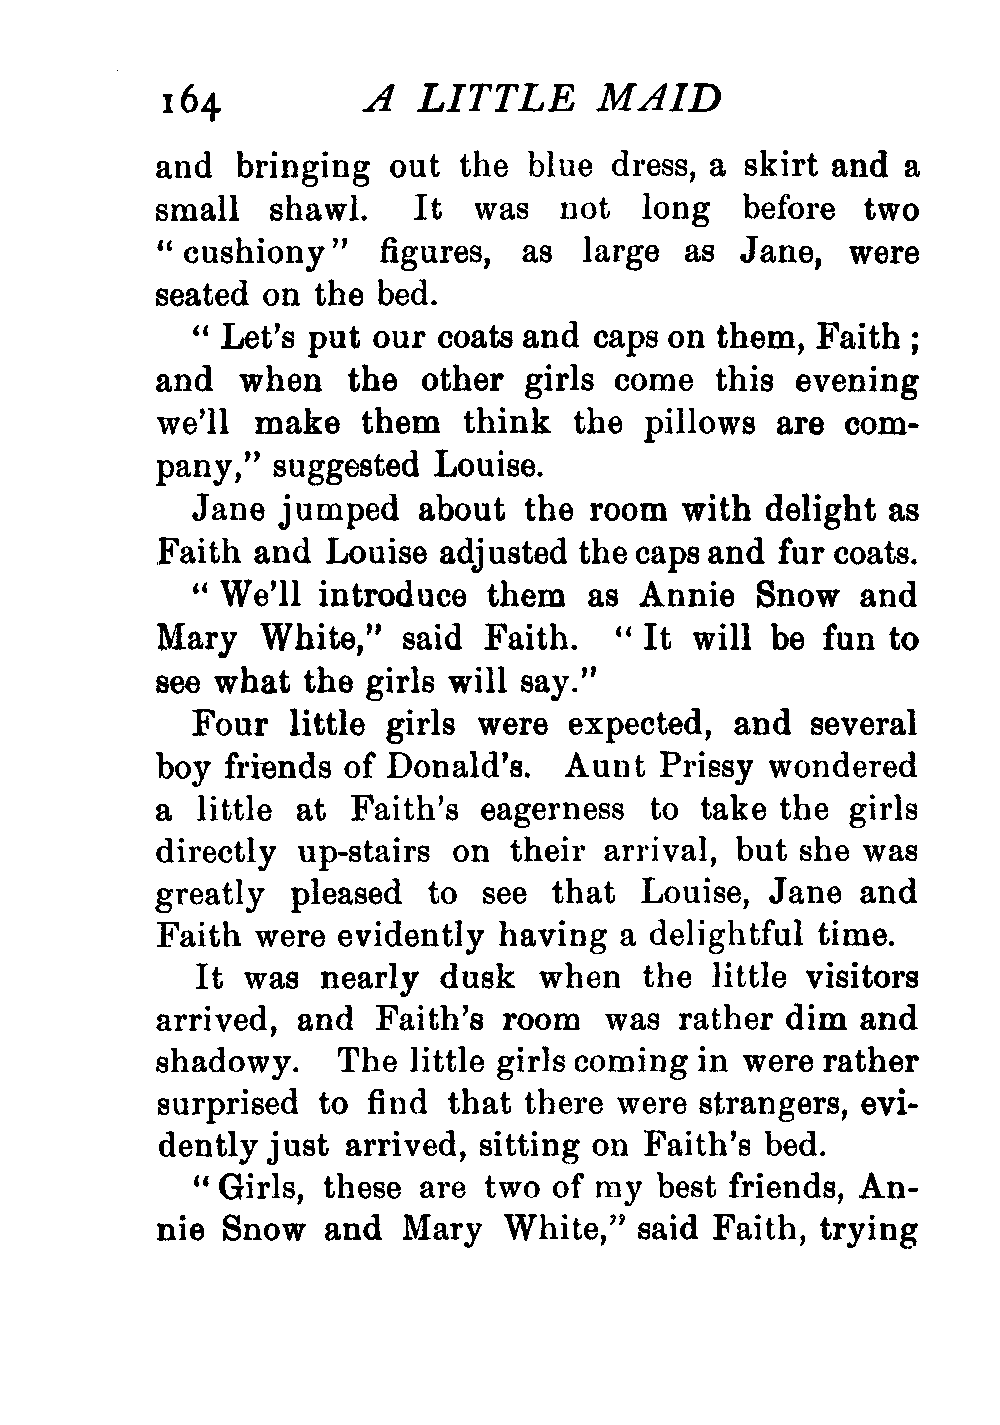 164 A LITTLE MAID
and bringing out the blue dress, a skirt and a
small shawl. It was not long before two
“ cushiony” figures, as large as Jane, were
seated on the bed.
“ Let’s put our coats and caps on them, Faith ;
and when the other girls come this evening
we’ll make them think the pillows are com-
pany,” suggested Louise.
Jane jumped about the room with delight as
Faith and Louise adjusted the caps and fur coats.
“ We’ll introduce them as Annie Snow and
Mary White,” said Faith. “ It will be fun to
see what the girls will say.”
Four little girls were expected, and several
boy friends of Donald’s. Aunt Prissy wondered
a little at Faith’s eagerness to take the girls
directly up-stairs on their arrival, but she was
greatly pleased to see that Louise, Jane and
Faith were evidently having a delightful time.
It was nearly dusk when the little visitors
arrived, and Faith’s room was rather dim and
shadowy. The little girls coming in were rather
surprised to find that there were strangers, evi-
dently just arrived, sitting on Faith’s bed.
“ Girls, these are two of my best friends, An-
nie Snow and Mary White,” said Faith, trying